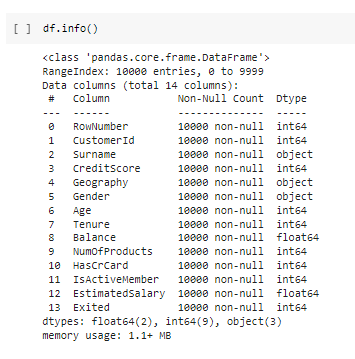 [ ] df.info()
<class 'pandas.core.frame.DataFrame'>
RangeIndex: 10000 entries, 0 to 9999
Data columns (total 14 columns):
 #   Column           Non-Null Count  Dtype
---  ------           --------------  -----
 0   RowNumber        10000 non-null  int64
 1   CustomerId       10000 non-null  int64
 2   Surname          10000 non-null  object
 3   CreditScore      10000 non-null  int64
 4   Geography        10000 non-null  object
 5   Gender           10000 non-null  object
 6   Age              10000 non-null  int64
 7   Tenure           10000 non-null  int64
 8   Balance          10000 non-null  float64
 9   NumOfProducts    10000 non-null  int64
 10  HasCrCard        10000 non-null  int64
 11  IsActiveMember   10000 non-null  int64
 12  EstimatedSalary  10000 non-null  float64
 13  Exited           10000 non-null  int64
dtypes: float64(2), int64(9), object(3)
memory usage: 1.1+ MB